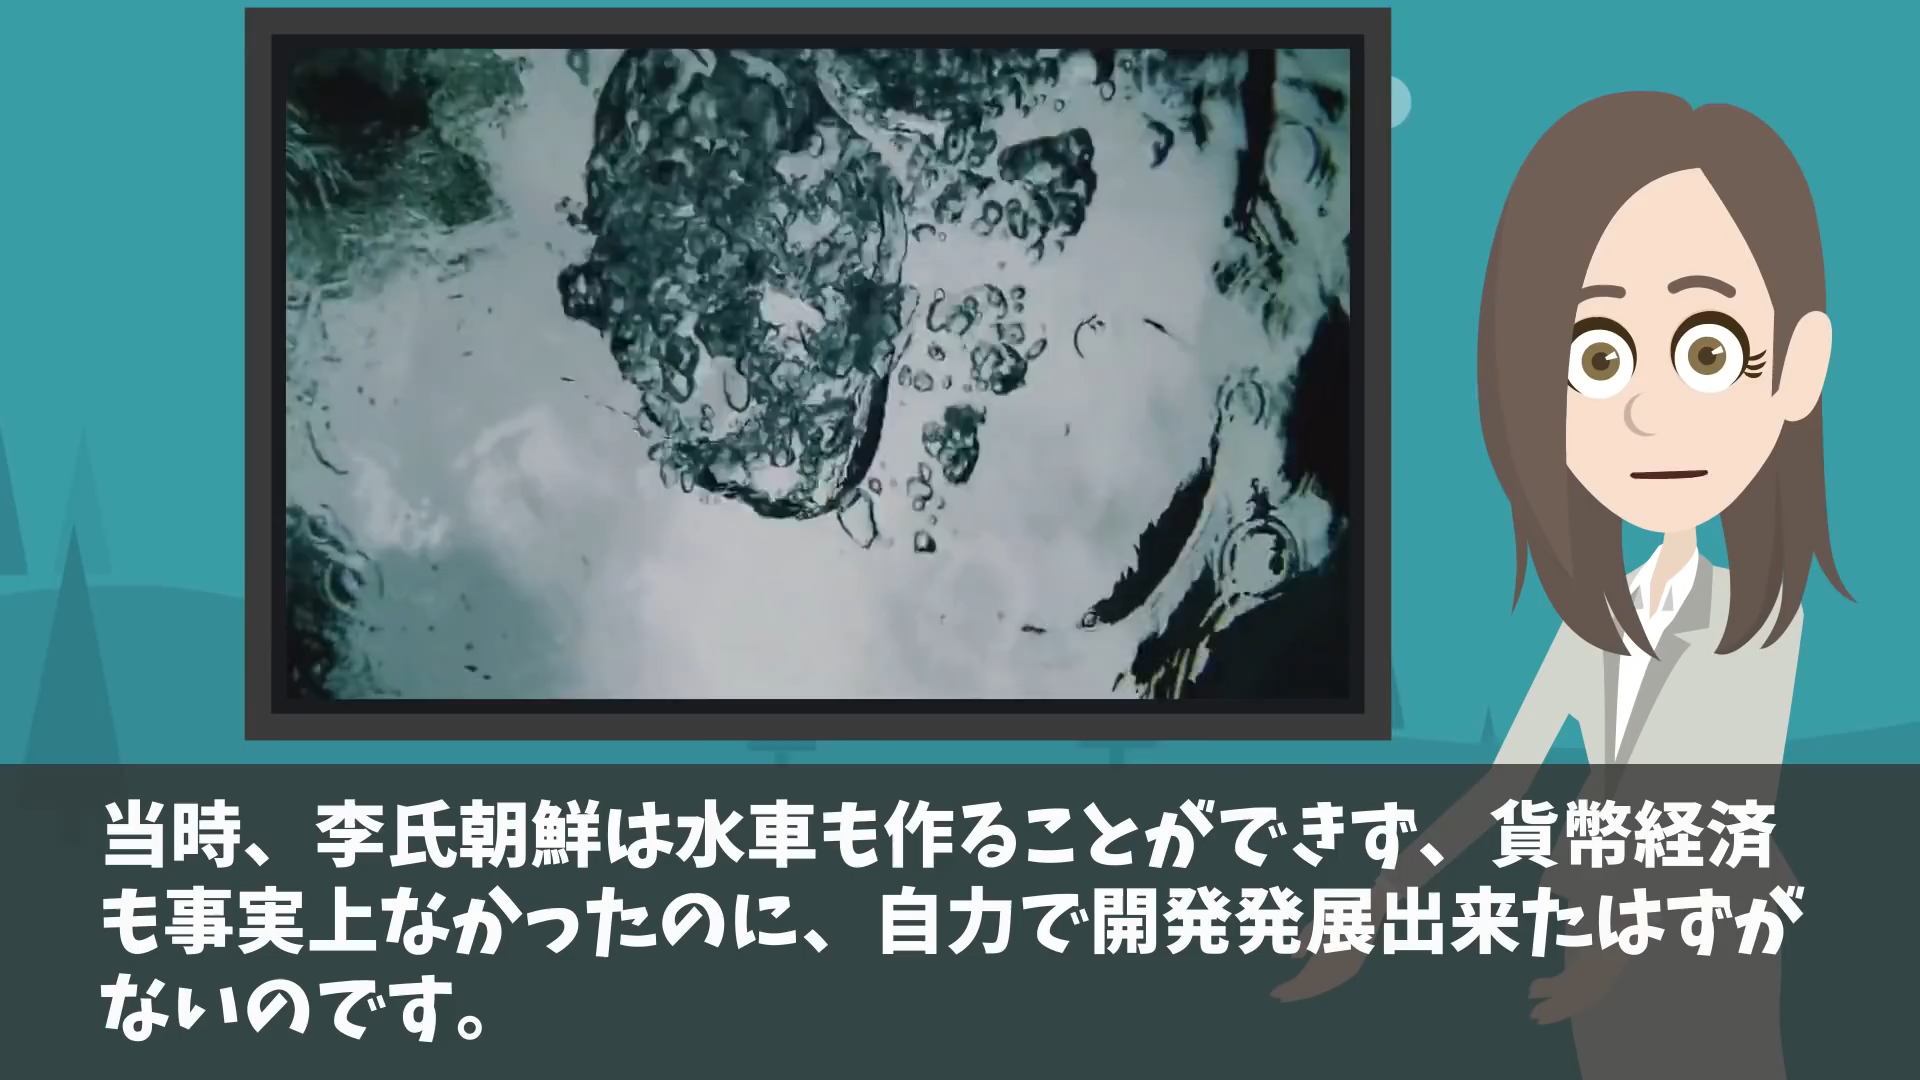 当時、李氏朝鮮は水車も作ることができず、貨幣経済
も事実上なかったのに、自力で開発発展出来たはずが
ないのです。